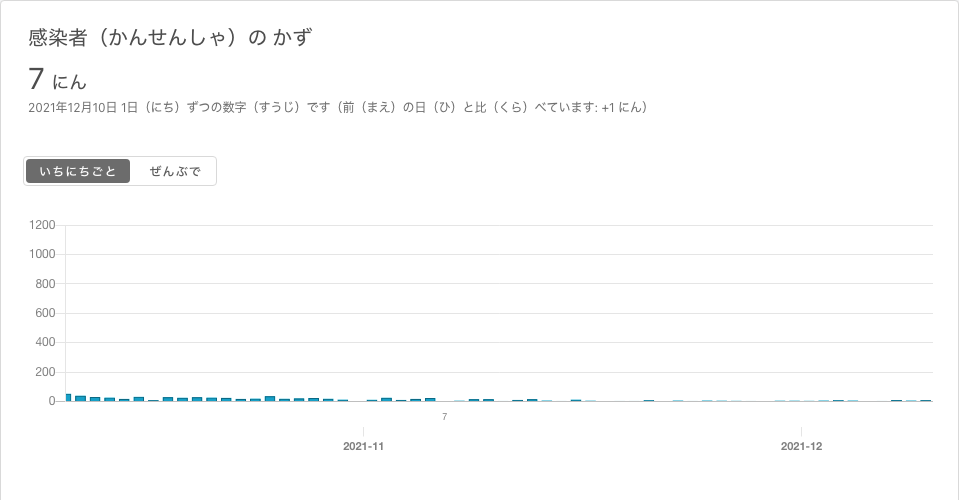 感染者（かんせんしゃ）の かず
7 にん
2021年12月10日 1日（にち）ずつの数字（すうじ）です（前（まえ）の日（ひ）と比（くら）べています: +1 にん）
いちにちごと ぜんぶで
1200
1000
800
600
400
200
0
7
2021-11 2021-12